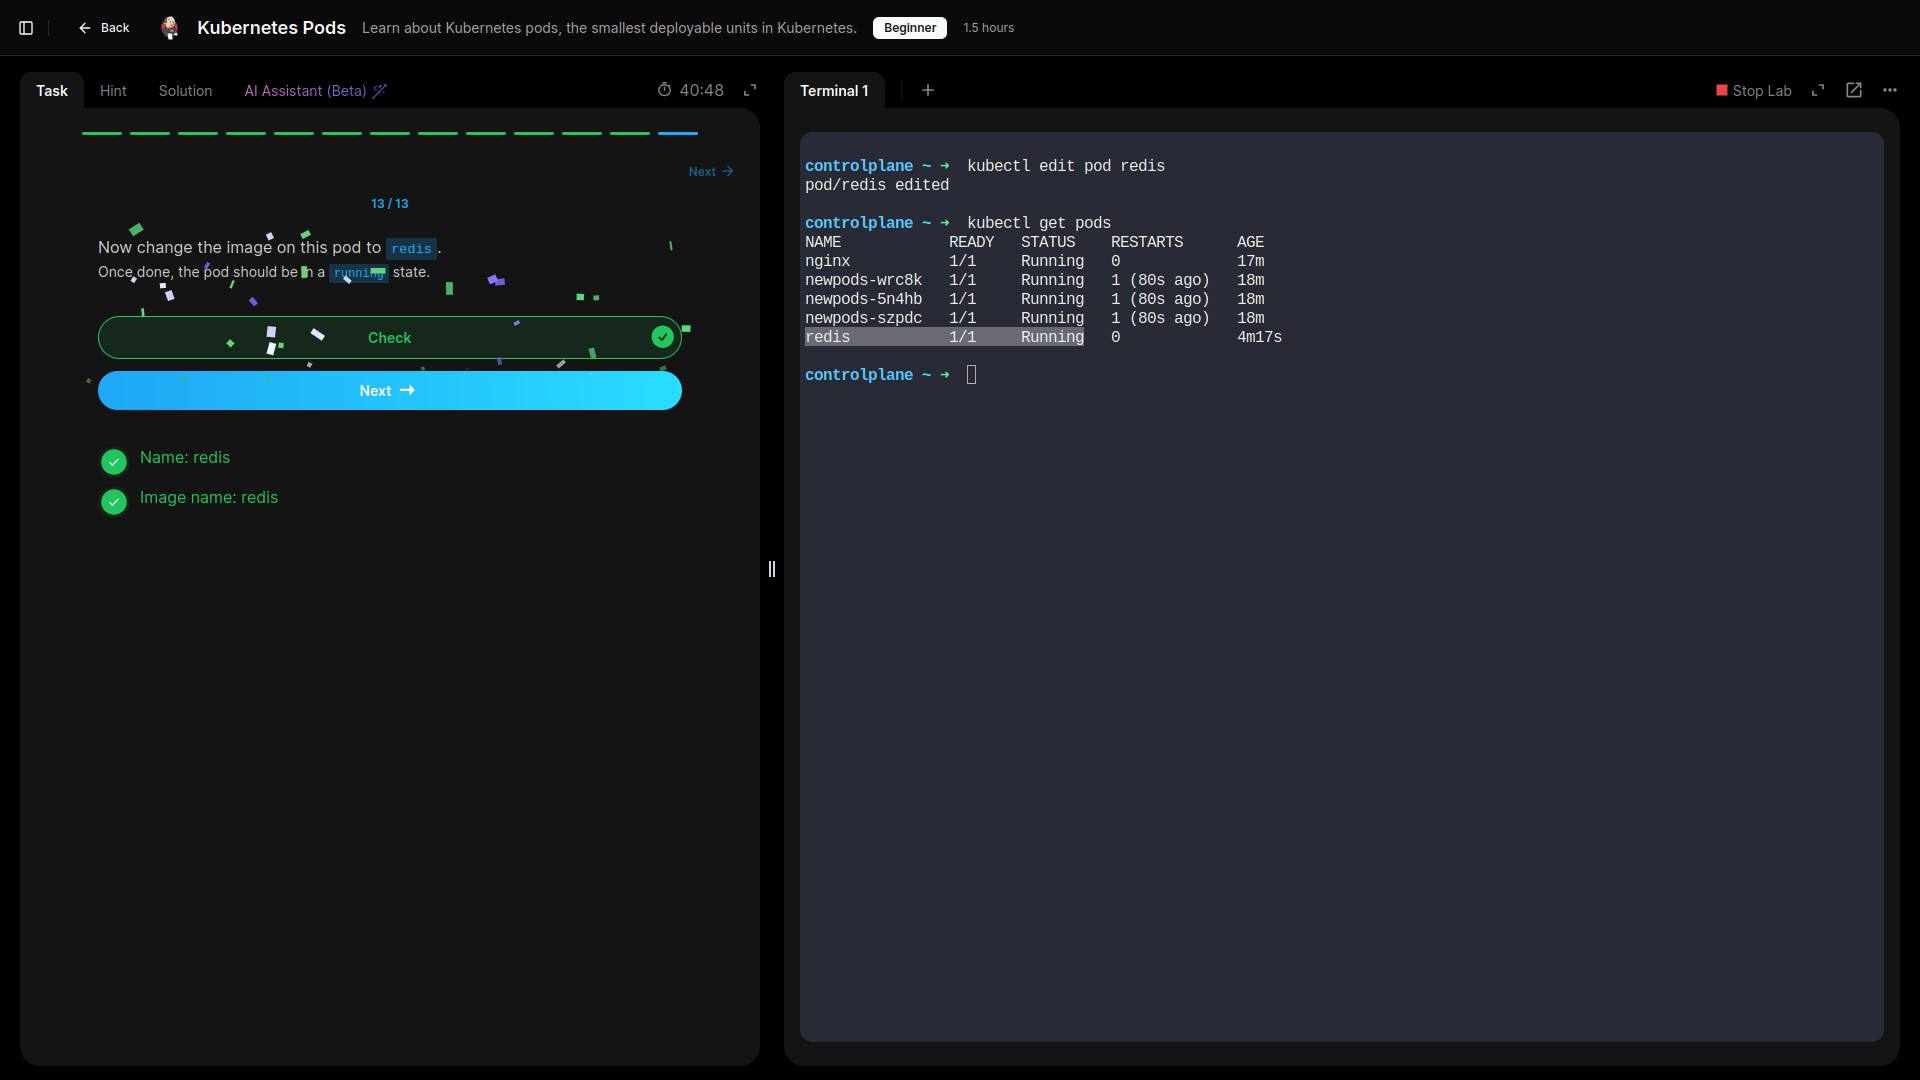 Back
Kubernetes Pods
Learn about Kubernetes pods, the smallest deployable units in Kubernetes.
Beginner
1.5 hours
Task
Hint
Solution
AI Assistant (Beta)
40:48
Next
13 / 13
Now change the image on this pod to redis.
Once done, the pod should be in a running state.
Check
Next
Name: redis
Image name: redis
Terminal 1
Stop Lab
controlplane ~ ➜ kubectl edit pod redis
pod/redis edited
controlplane ~ ➜ kubectl get pods
NAME READY STATUS RESTARTS AGE
nginx 1/1 Running 0 17m
newpods-wrc8k 1/1 Running 1 (80s ago) 18m
newpods-5n4hb 1/1 Running 1 (80s ago) 18m
newpods-szpdc 1/1 Running 1 (80s ago) 18m
redis 1/1 Running 0 4m17s
controlplane ~ ➜